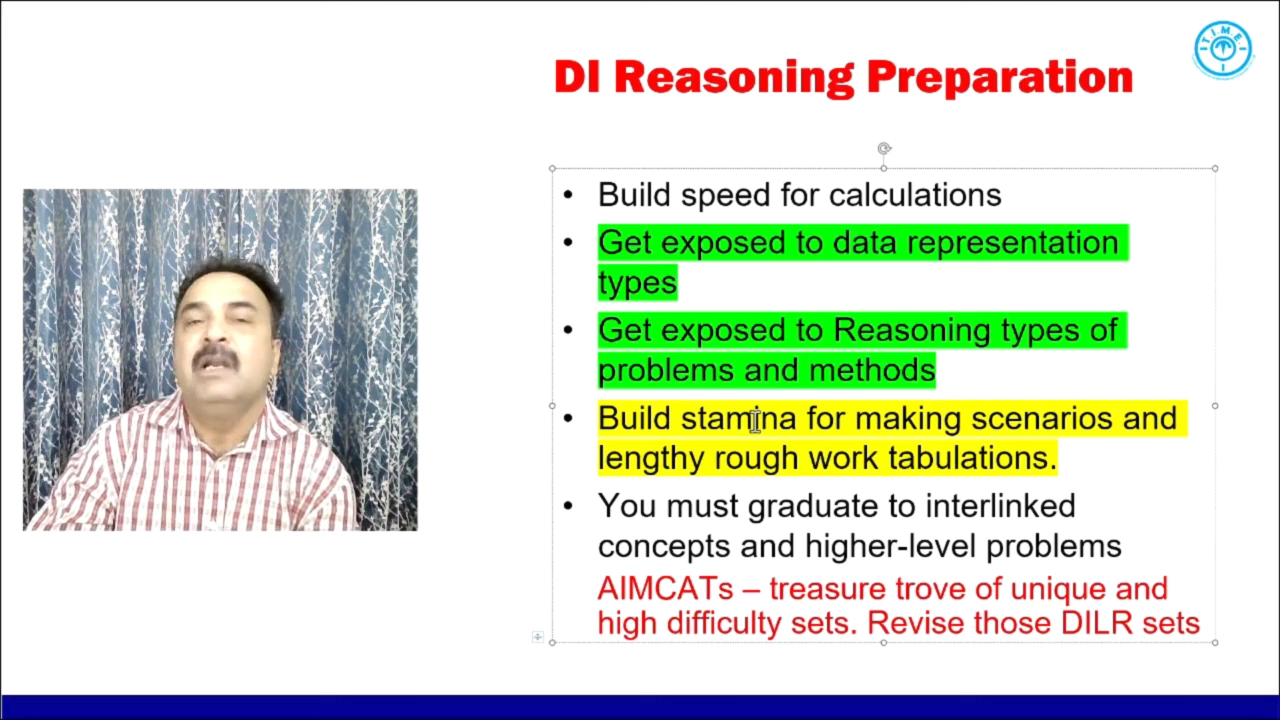 T.I.M.E.
DI Reasoning Preparation
• Build speed for calculations
• Get exposed to data representation
types
• Get exposed to Reasoning types of
problems and methods
• Build stamina for making scenarios and
lengthy rough work tabulations.
• You must graduate to interlinked
concepts and higher-level problems
AIMCATs – treasure trove of unique and
high difficulty sets. Revise those DILR sets